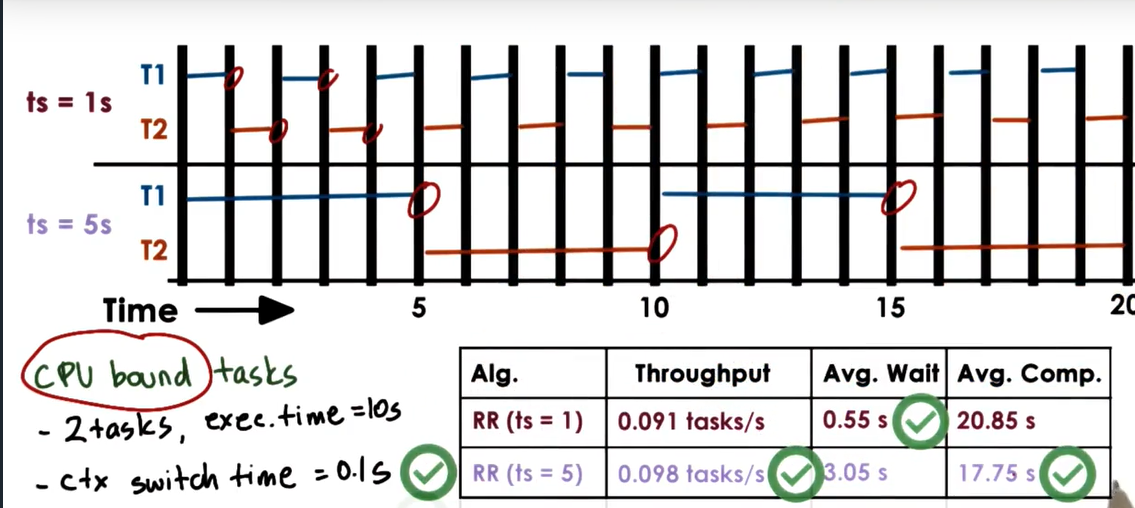 T1
ts = 1s
T2
T1
ts = 5s
T2
Time
5
10
15
20
CPU bound tasks
- 2 tasks, exec. time = 10s
- ctx switch time = 0.1s
Alg. Throughput Avg. Wait Avg. Comp.
RR (ts = 1) 0.091 tasks/s 0.55 s 20.85 s
RR (ts = 5) 0.098 tasks/s 3.05 s 17.75 s